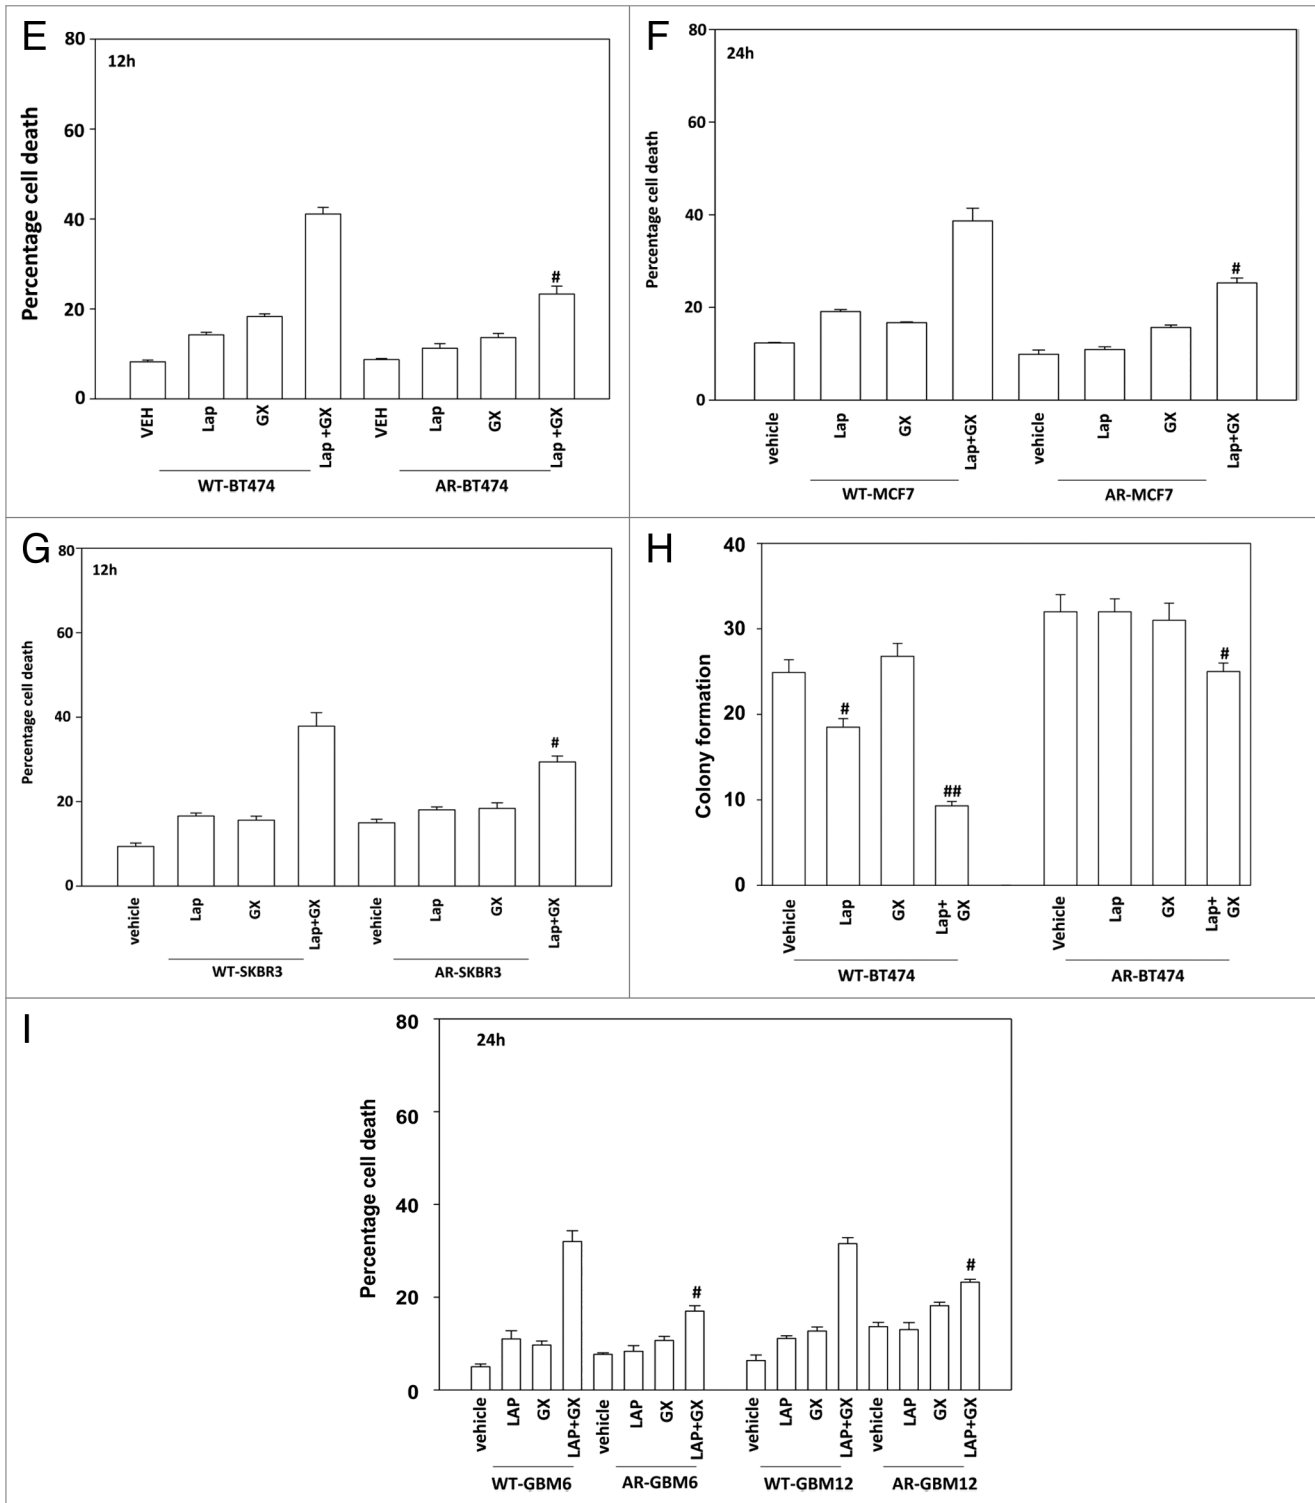 E
80
60
40
20
0
Percentage cell death
12h
#
VEH
Lap
GX
Lap +GX
VEH
Lap
GX
Lap +GX
WT-BT474
AR-BT474
F
80
60
40
20
0
Percentage cell death
24h
#
vehicle
Lap
GX
Lap+GX
vehicle
Lap
GX
Lap+GX
WT-MCF7
AR-MCF7
G
80
60
40
20
0
Percentage cell death
12h
#
vehicle
Lap
GX
Lap+GX
vehicle
Lap
GX
Lap+GX
WT-SKBR3
AR-SKBR3
H
40
30
20
10
0
Colony formation
#
##
#
Vehicle
Lap
GX
Lap+
GX
Vehicle
Lap
GX
Lap+
GX
WT-BT474
AR-BT474
I
80
60
40
20
0
Percentage cell death
24h
#
#
vehicle
LAP
GX
LAP+GX
vehicle
LAP
GX
LAP+GX
vehicle
LAP
GX
LAP+GX
vehicle
LAP
GX
LAP+GX
WT-GBM6
AR-GBM6
WT-GBM12
AR-GBM12